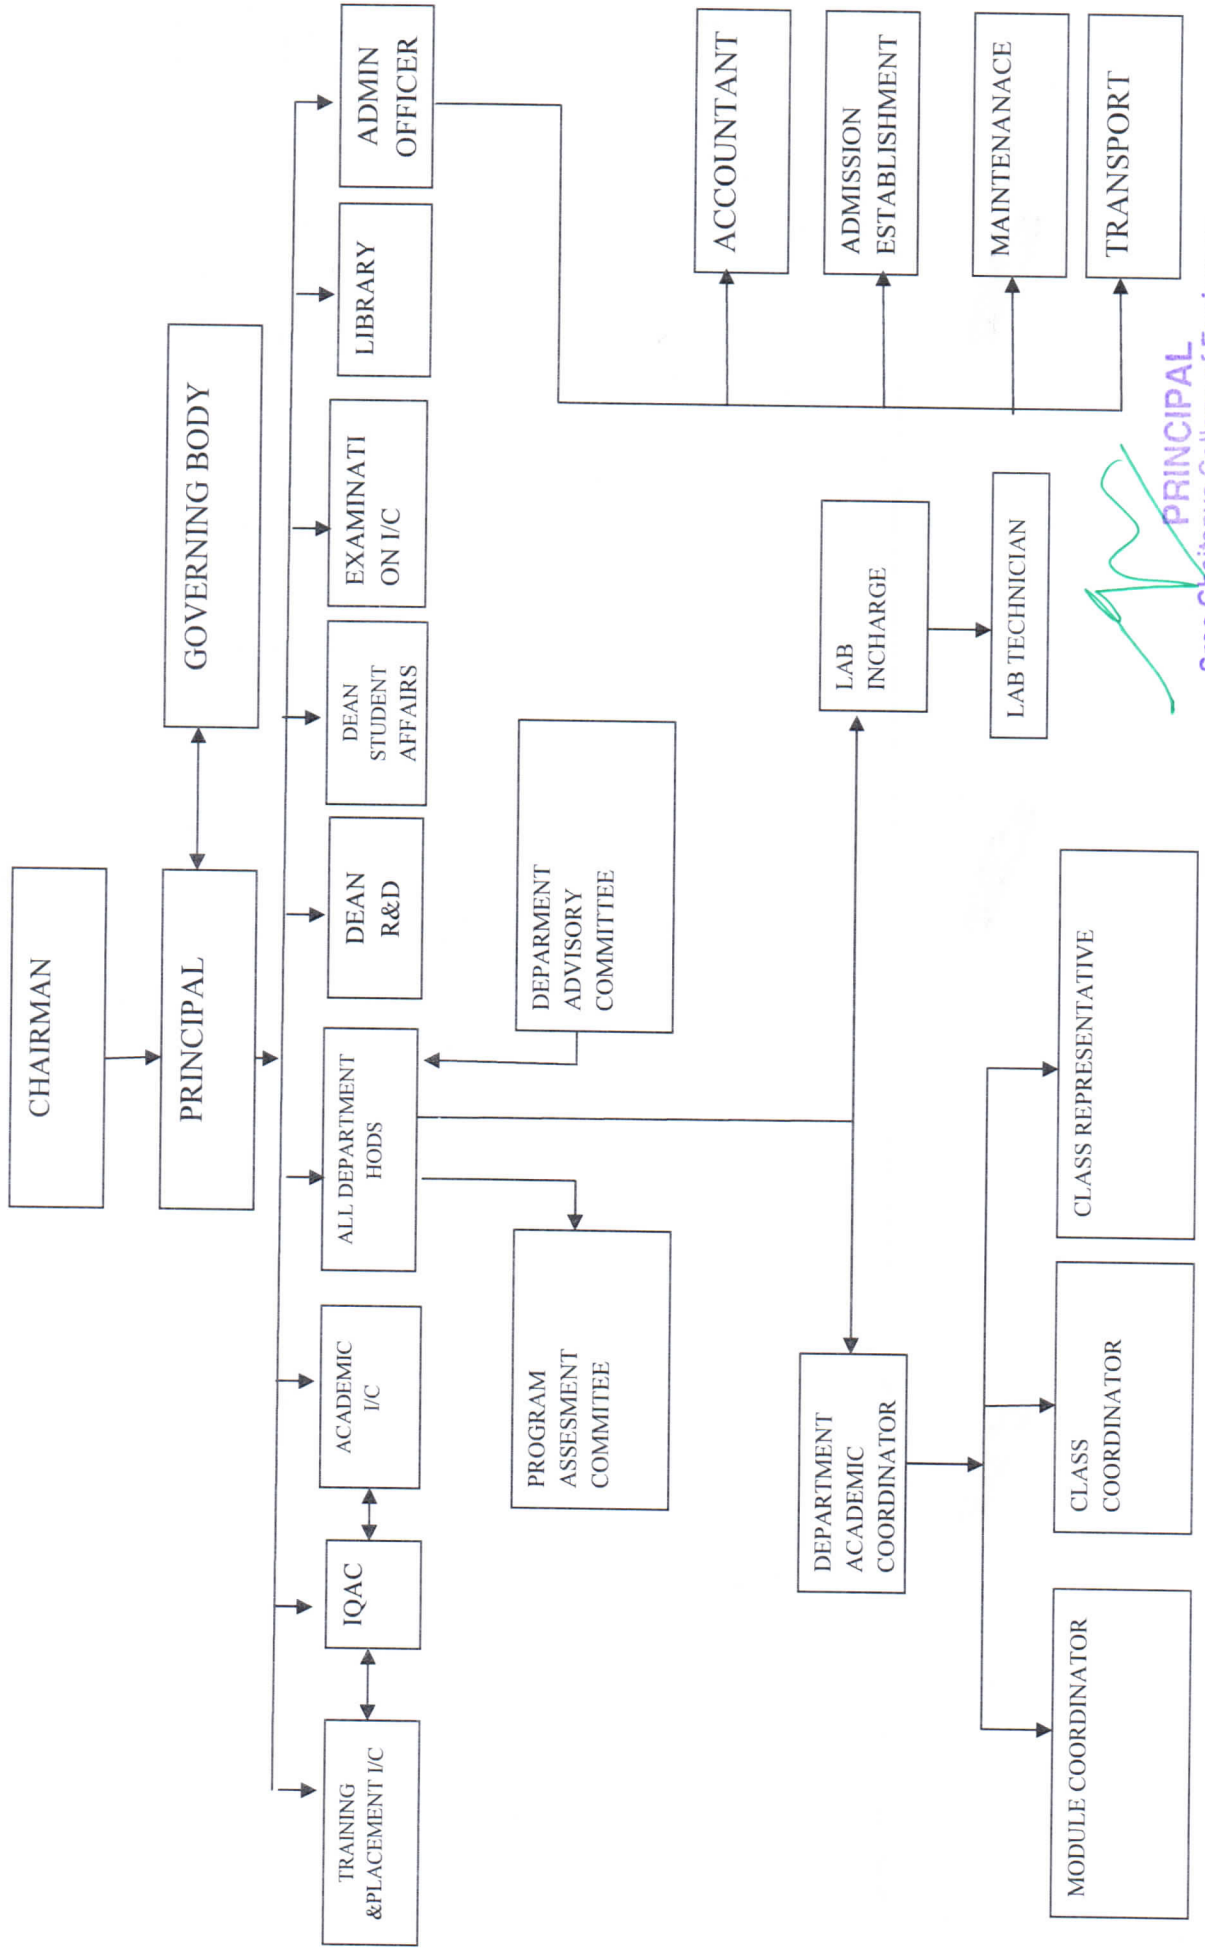 CHAIRMAN
PRINCIPAL
GOVERNING BODY
TRAINING
&PLACEMENT I/C
IQAC
ACADEMIC
I/C
ALL DEPARTMENT
HODS
DEAN
R&D
DEAN
STUDENT
AFFAIRS
EXAMINATI
ON I/C
LIBRARY
ADMIN
OFFICER
PROGRAM
ASSESMENT
COMMITEE
DEPARMENT
ADVISORY
COMMITTEE
ACCOUNTANT
ADMISSION
ESTABLISHMENT
MAINTENANACE
TRANSPORT
DEPARTMENT
ACADEMIC
COORDINATOR
LAB
INCHARGE
LAB TECHNICIAN
MODULE COORDINATOR
CLASS
COORDINATOR
CLASS REPRESENTATIVE
PRINCIPAL